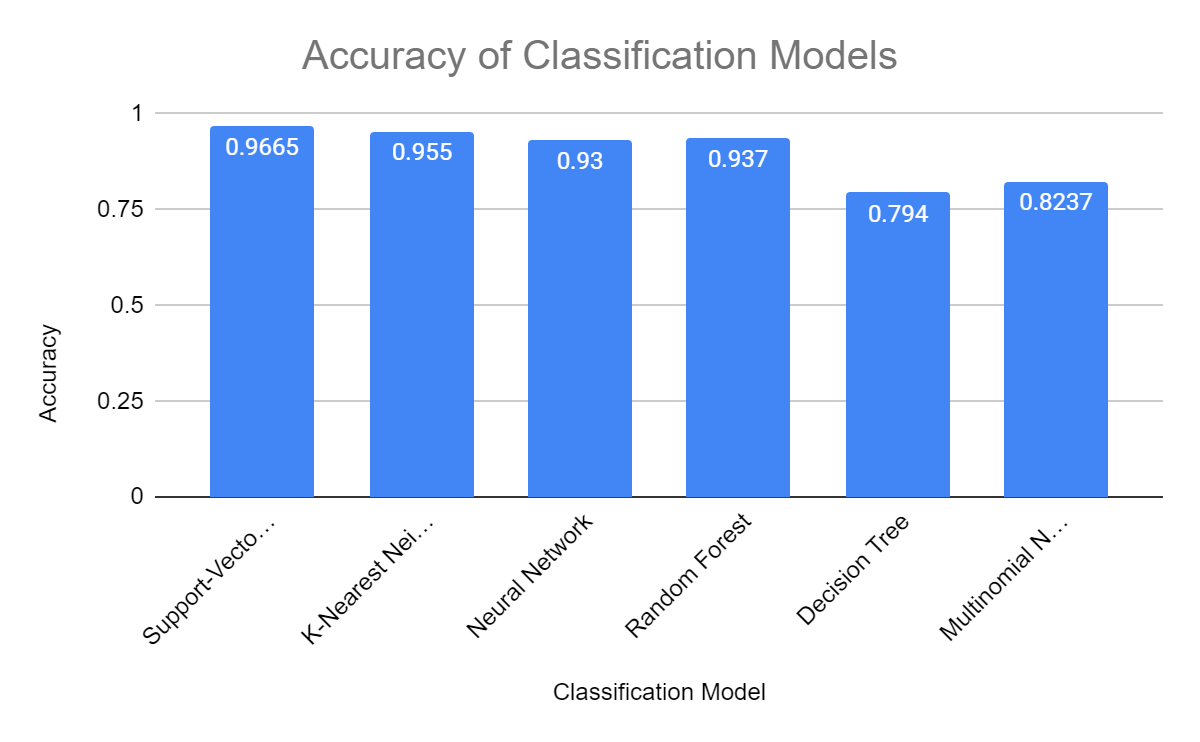 Accuracy of Classification Models
1
0.75
0.5
0.25
0
Accuracy
0.9665
0.955
0.93
0.937
0.794
0.8237
Support-Vecto…
K-Nearest Nei…
Neural Network
Random Forest
Decision Tree
Multinomial N…
Classification Model